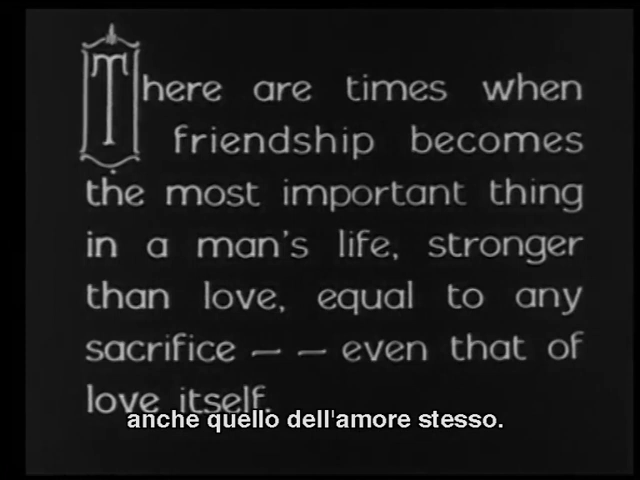 There are times when
friendship becomes
the most important thing
in a man's life, stronger
than love, equal to any
sacrifice — — even that of
love itself.
anche quello dell'amore stesso.